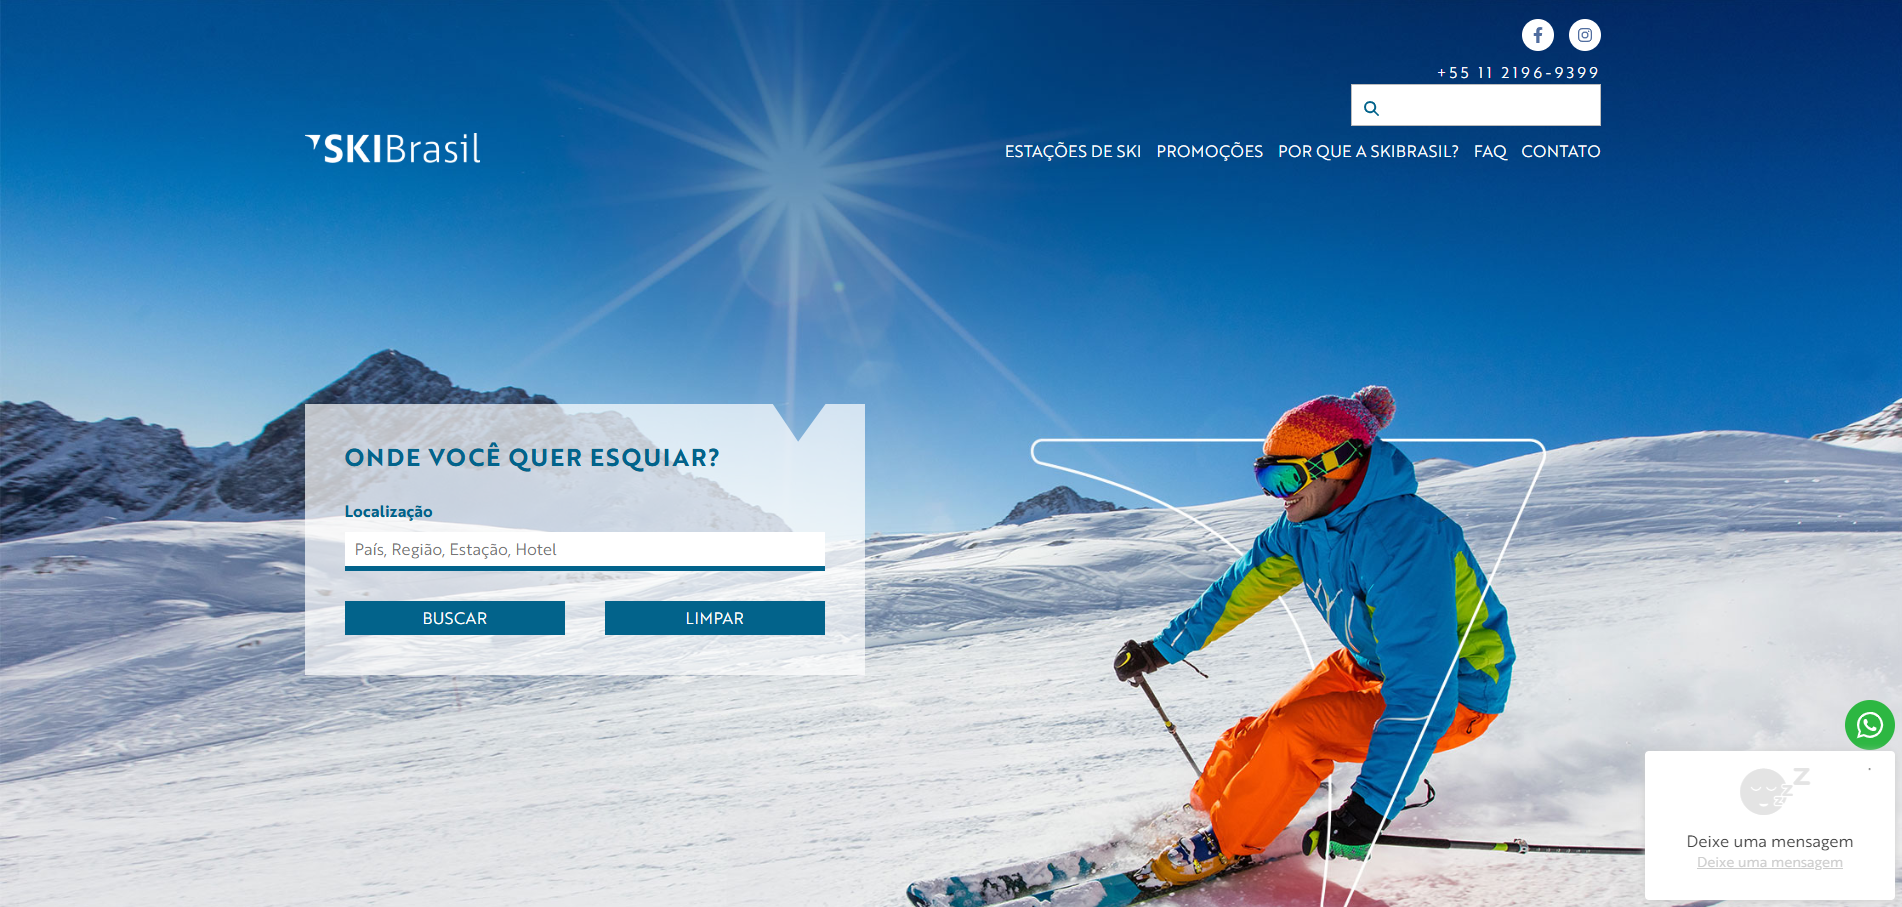 +55 11 2196-9399
SKIBrasil
ESTAÇÕES DE SKI PROMOÇÕES POR QUE A SKIBRASIL? FAQ CONTATO
ONDE VOCÊ QUER ESQUIAR?
Localização
País, Região, Estação, Hotel
BUSCAR LIMPAR
Deixe uma mensagem
Deixe uma mensagem